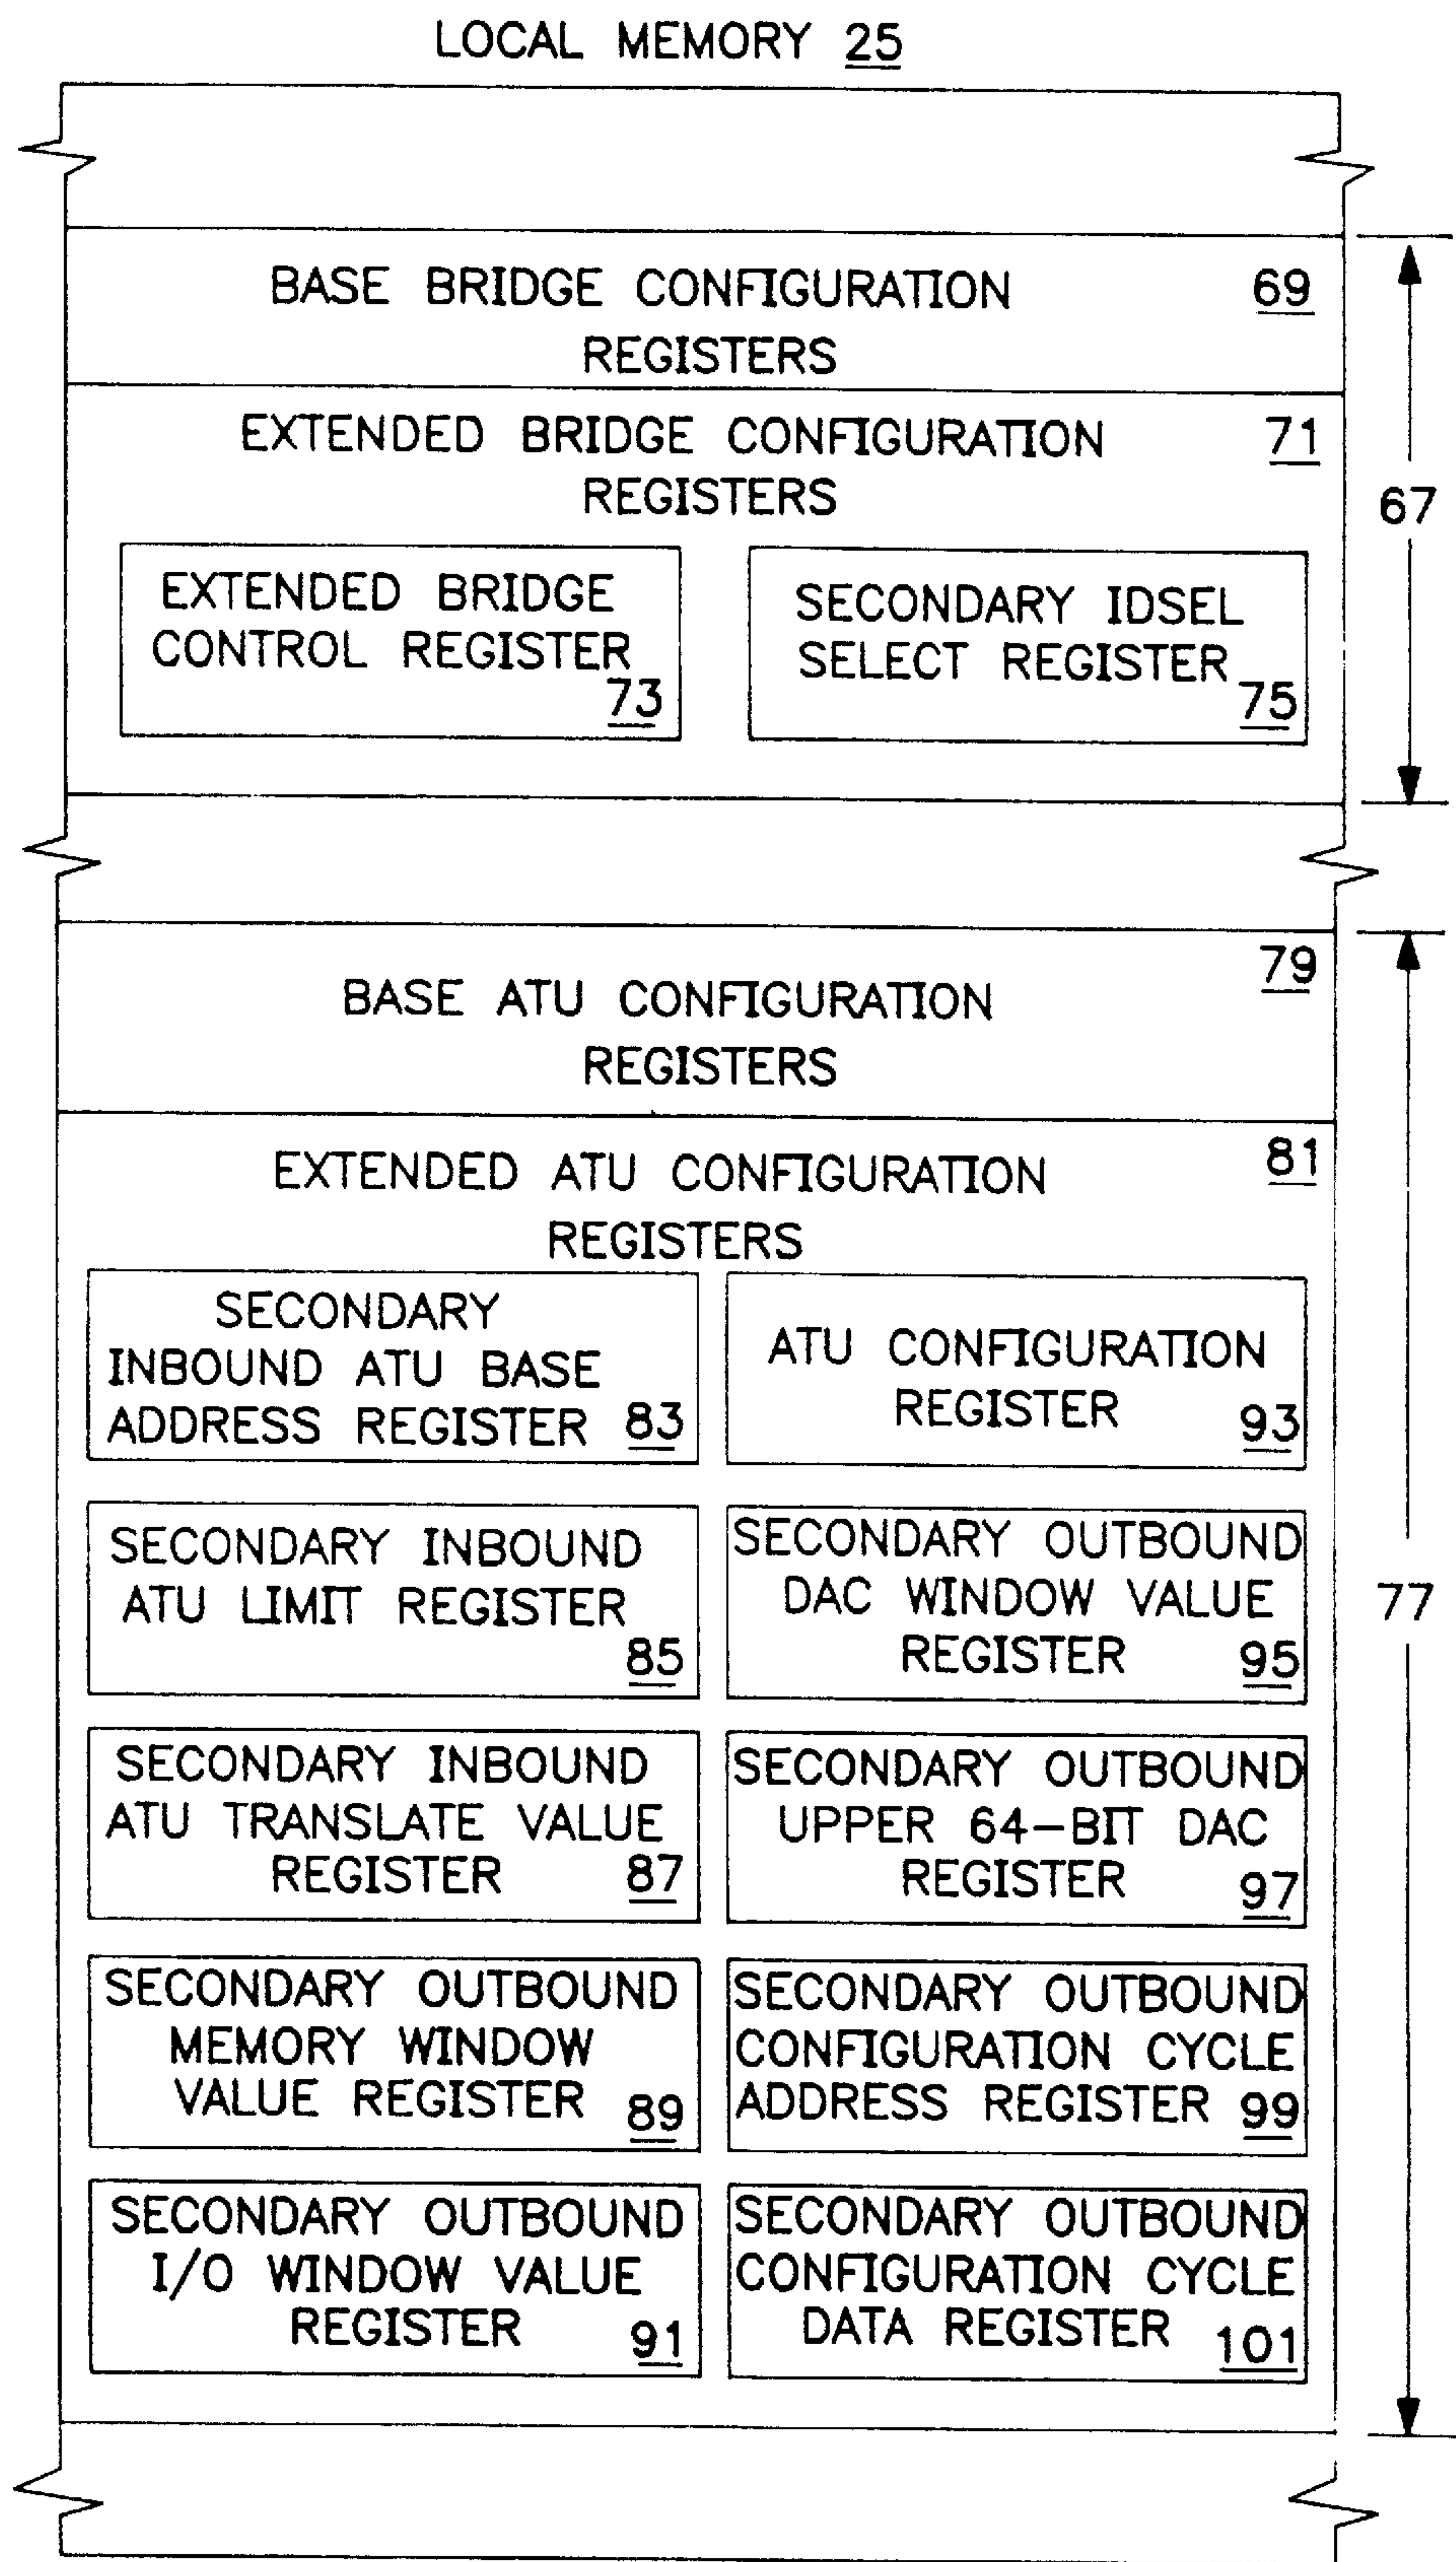 LOCAL MEMORY 25
BASE BRIDGE CONFIGURATION 69
REGISTERS
EXTENDED BRIDGE CONFIGURATION 71
REGISTERS
67
EXTENDED BRIDGE
CONTROL REGISTER
73
SECONDARY IDSEL
SELECT REGISTER
75
79
BASE ATU CONFIGURATION
REGISTERS
EXTENDED ATU CONFIGURATION 81
REGISTERS
SECONDARY
INBOUND ATU BASE
ADDRESS REGISTER 83
ATU CONFIGURATION
REGISTER 93
SECONDARY INBOUND
ATU LIMIT REGISTER
85
SECONDARY OUTBOUND
DAC WINDOW VALUE
REGISTER 95
77
SECONDARY INBOUND
ATU TRANSLATE VALUE
REGISTER 87
SECONDARY OUTBOUND
UPPER 64-BIT DAC
REGISTER 97
SECONDARY OUTBOUND
MEMORY WINDOW
VALUE REGISTER 89
SECONDARY OUTBOUND
CONFIGURATION CYCLE
ADDRESS REGISTER 99
SECONDARY OUTBOUND
I/O WINDOW VALUE
REGISTER 91
SECONDARY OUTBOUND
CONFIGURATION CYCLE
DATA REGISTER 101